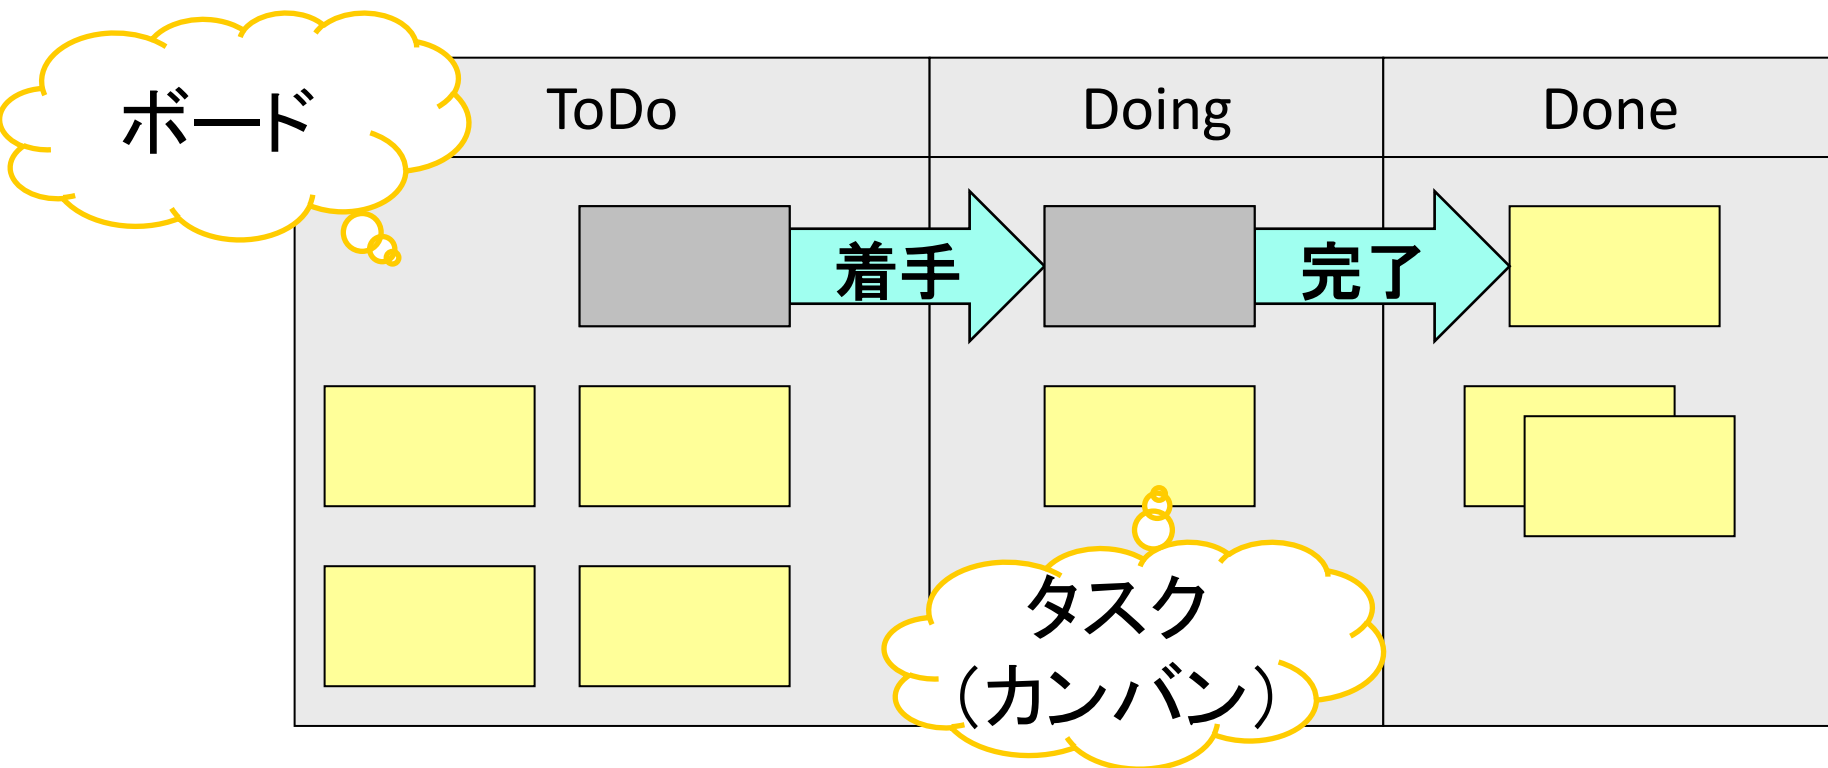 ボード
ToDo
Doing
Done
着手
完了
タスク
（カンバン）